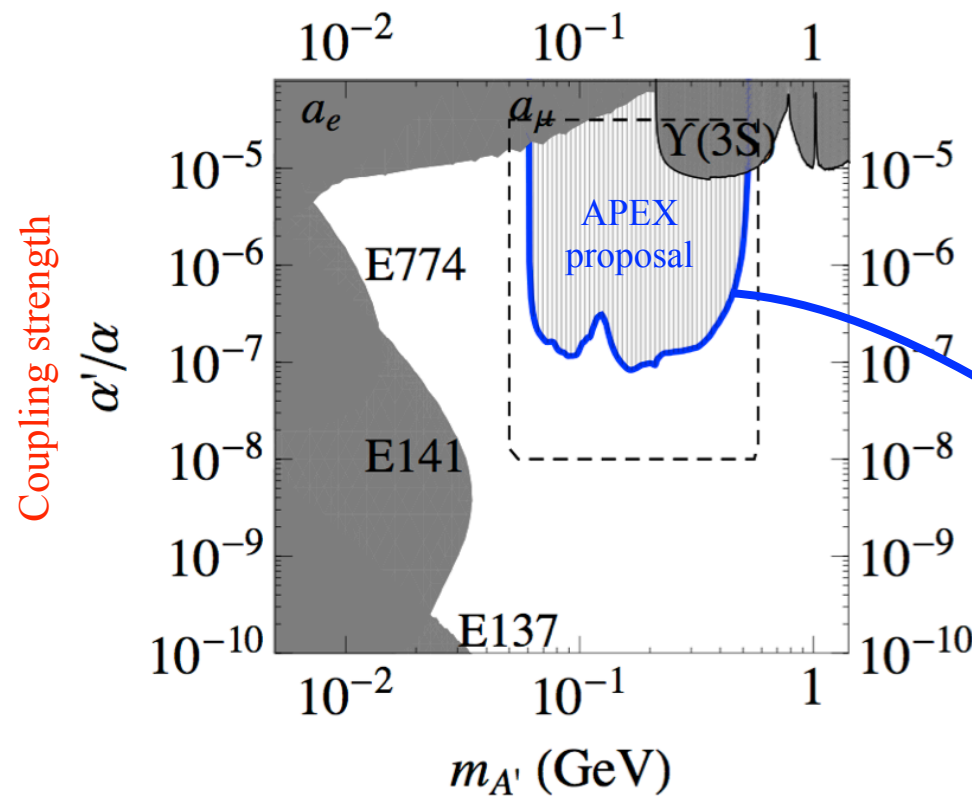 10⁻² 10⁻¹ 1
a_e a_μ
Υ(3S)
10⁻⁵ 10⁻⁵
APEX
proposal
10⁻⁶ E774 10⁻⁶
10⁻⁷ 10⁻⁷
10⁻⁸ E141 10⁻⁸
10⁻⁹ 10⁻⁹
E137
10⁻¹⁰ 10⁻¹⁰
10⁻² 10⁻¹ 1
m_A' (GeV)
Coupling strength
α'/α